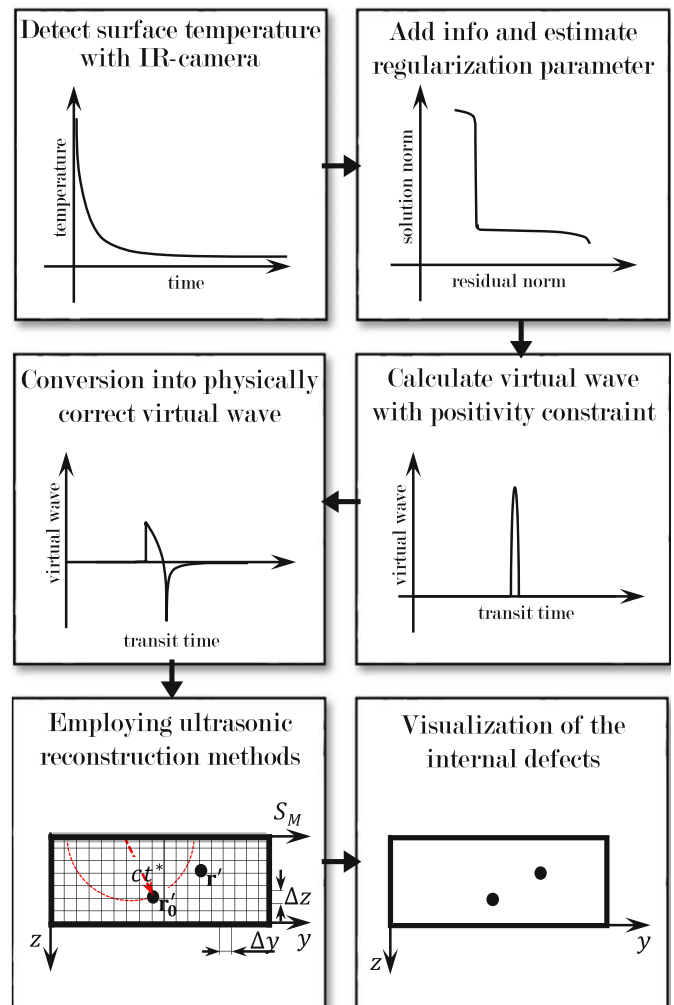 Detect surface temperature
with IR-camera
temperature
time
Add info and estimate
regularization parameter
solution norm
residual norm
Conversion into physically
correct virtual wave
virtual wave
transit time
Calculate virtual wave
with positivity constraint
virtual wave
transit time
Employing ultrasonic
reconstruction methods
S_M
ct*
r'
r'_0
Δz
z
Δy
y
Visualization of the
internal defects
y
z